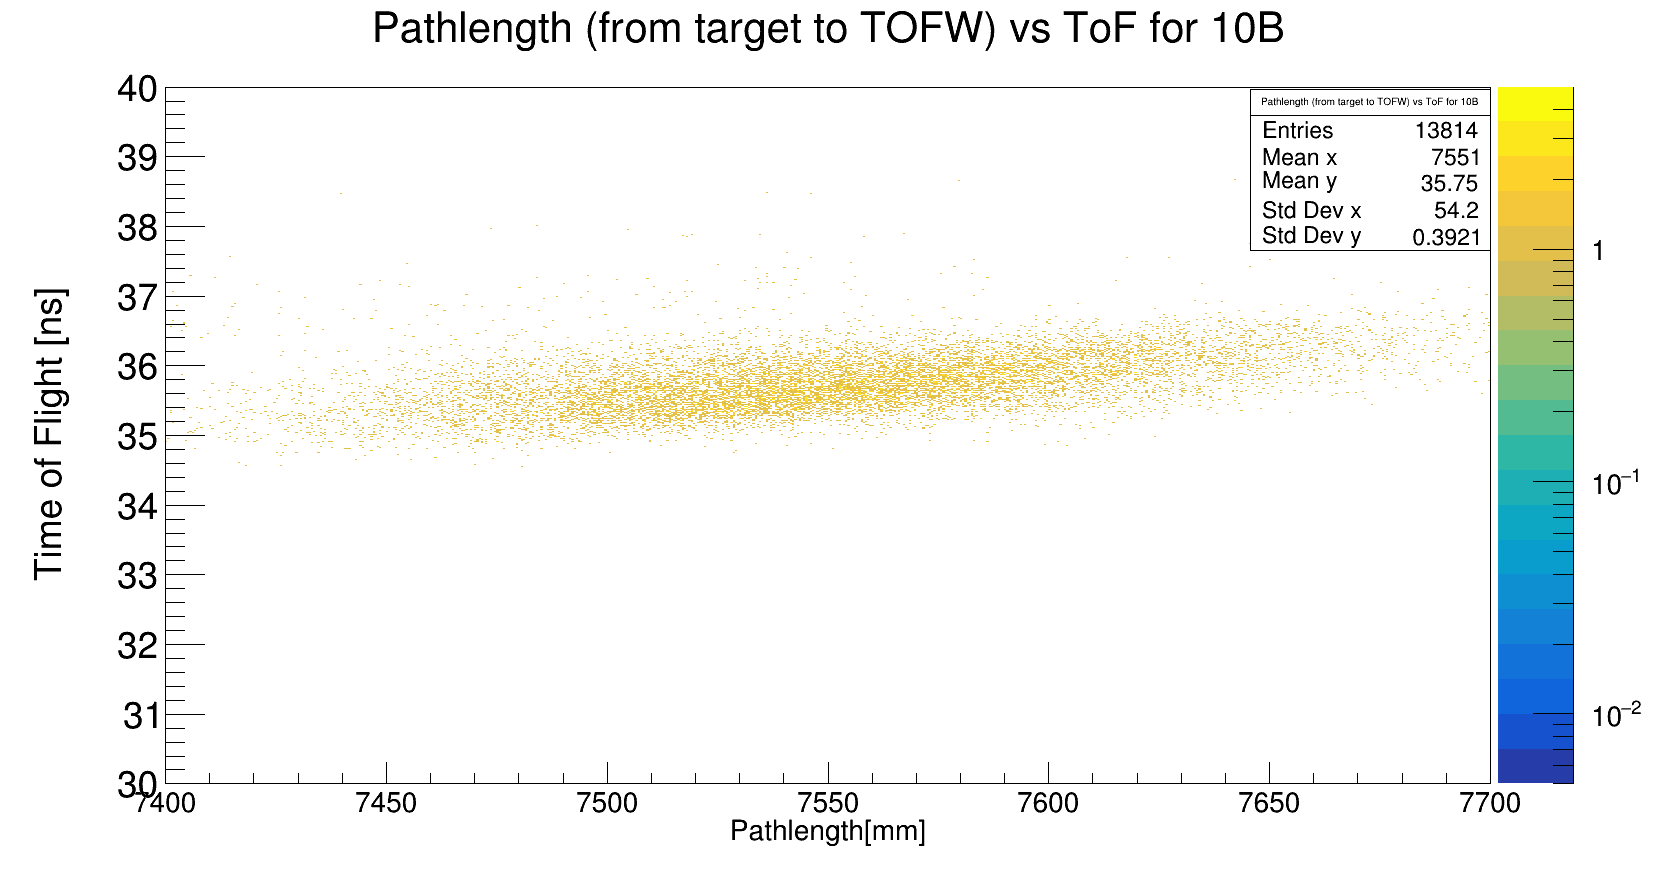 Pathlength (from target to TOFW) vs ToF for 10B
Pathlength (from target to TOFW) vs ToF for 10B
Entries 13814
Mean x 7551
Mean y 35.75
Std Dev x 54.2
Std Dev y 0.3921
Time of Flight [ns]
40
39
38
37
36
35
34
33
32
31
30
7400 7450 7500 7550 7600 7650 7700
Pathlength[mm]
1
10−1
10−2